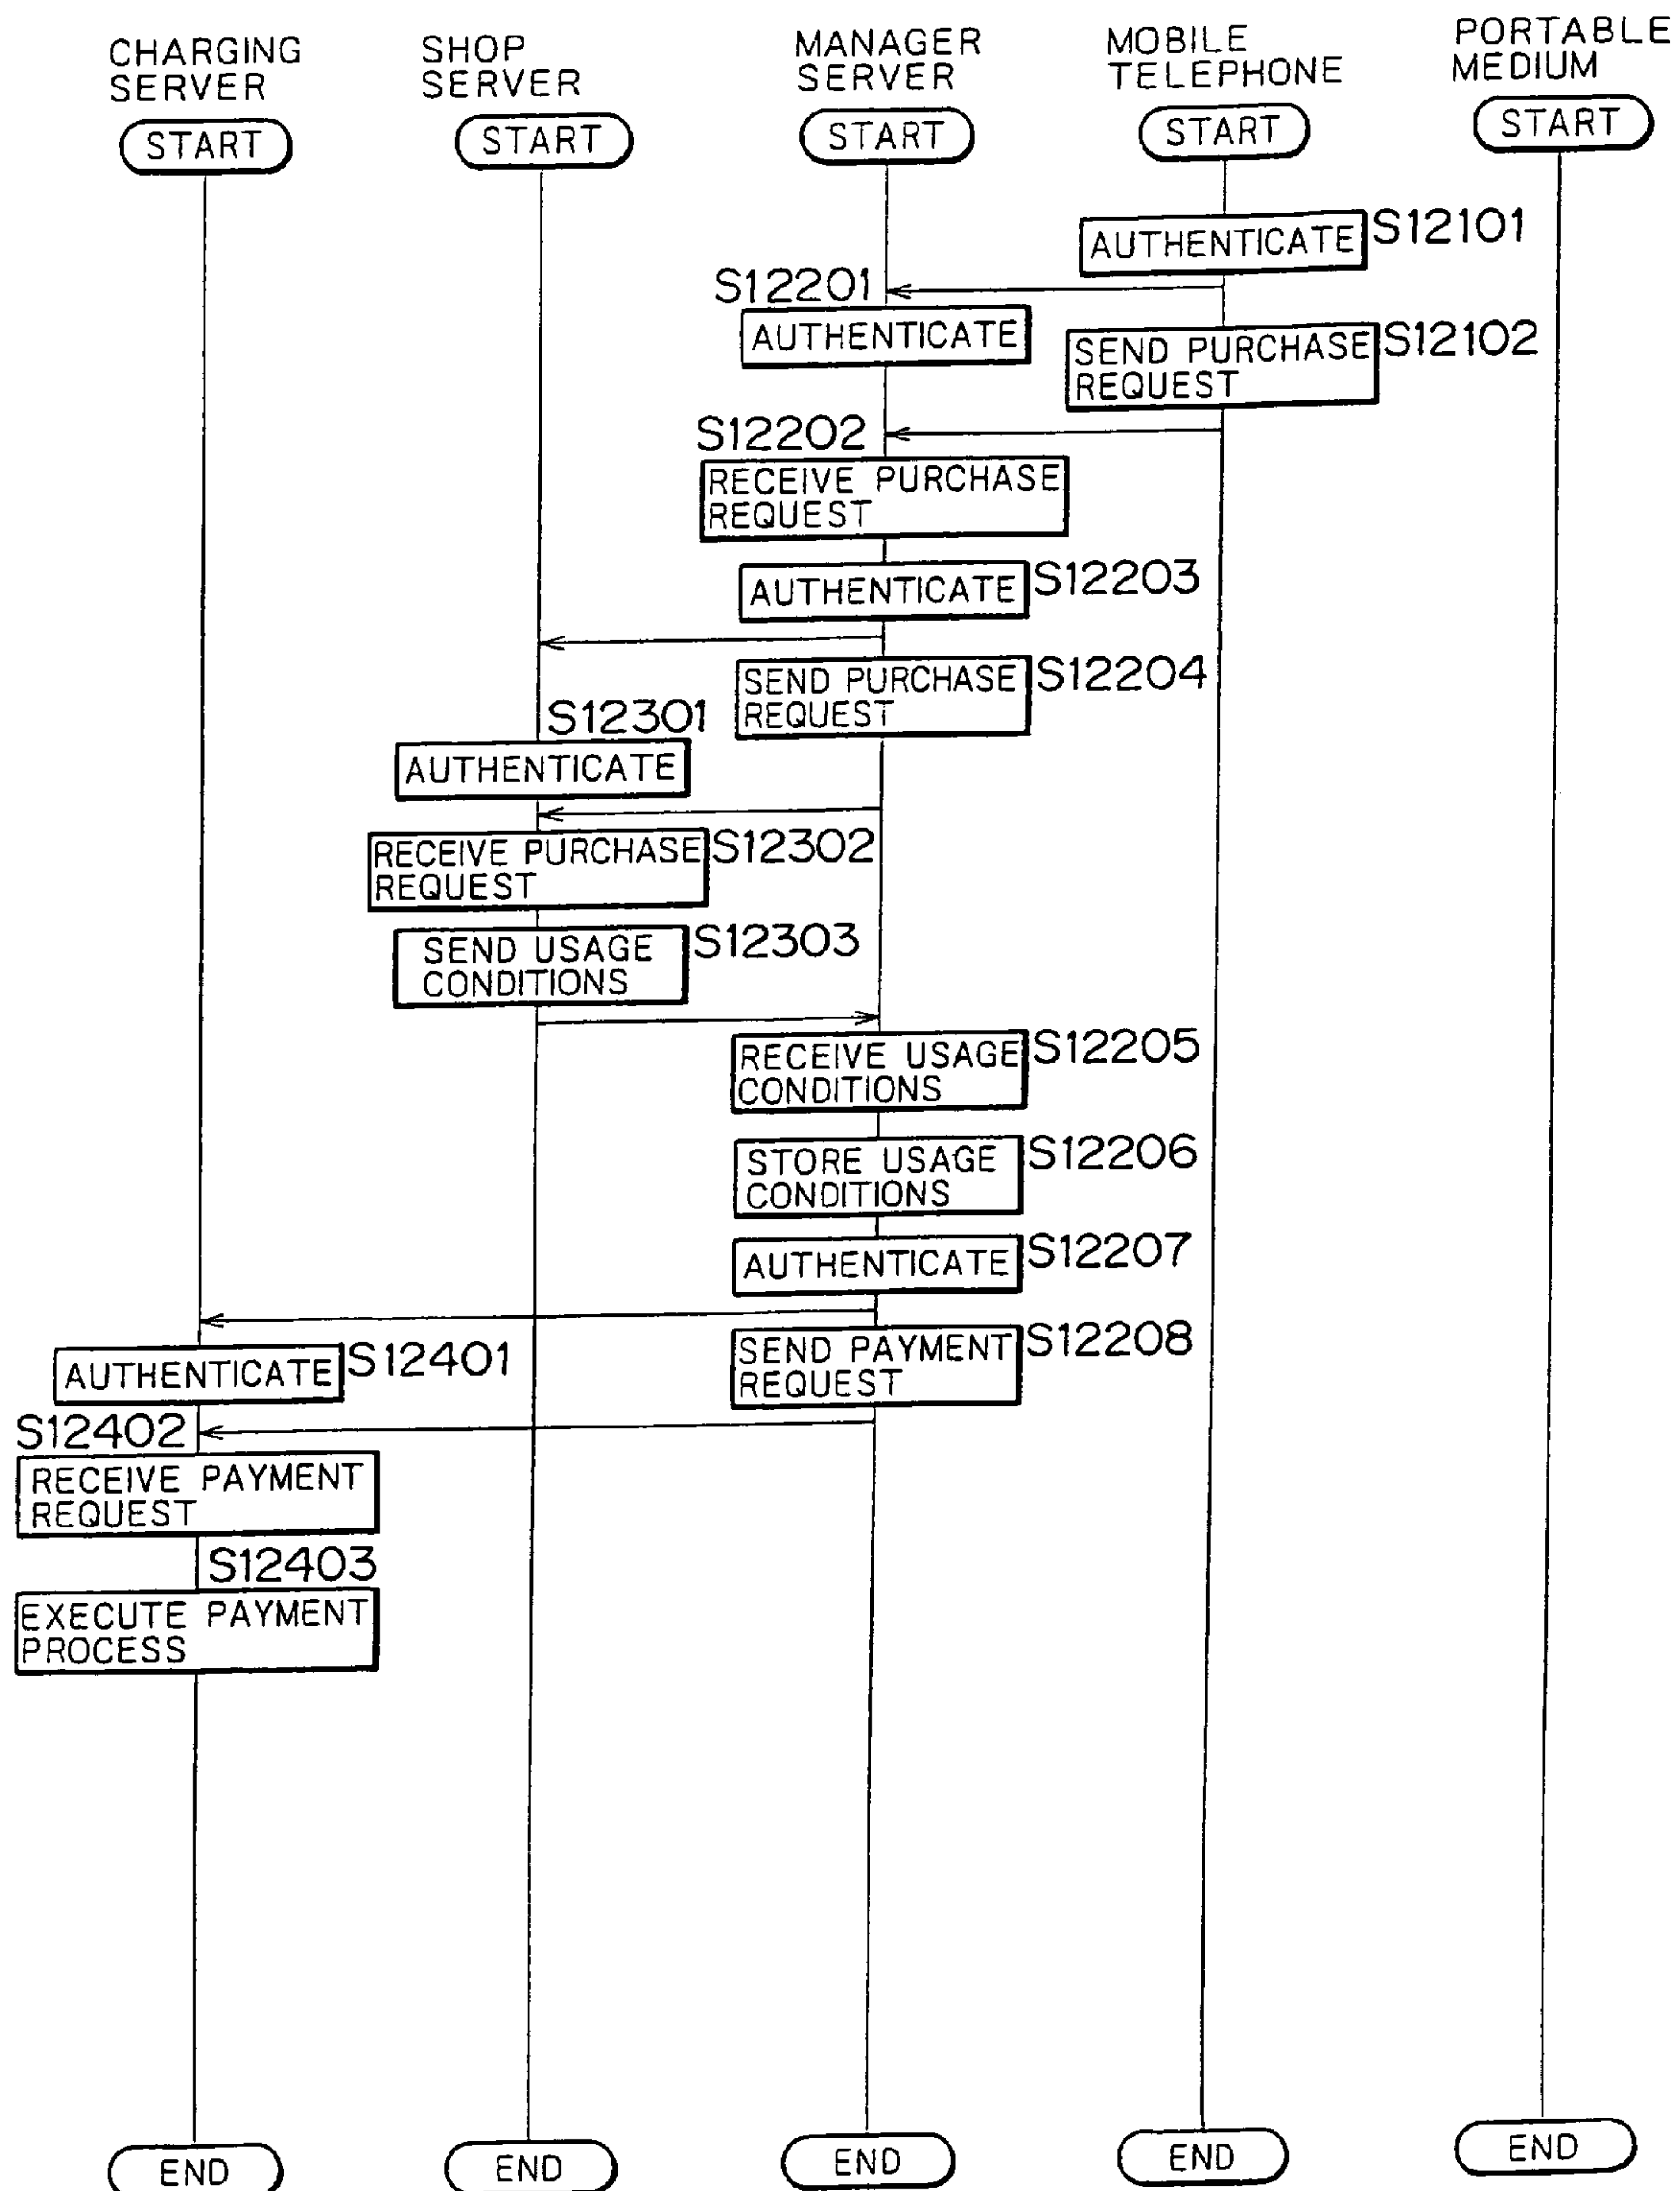 CHARGING
SERVER
SHOP
SERVER
MANAGER
SERVER
MOBILE
TELEPHONE
PORTABLE
MEDIUM
START
START
START
START
START
AUTHENTICATE
S12101
S12201
AUTHENTICATE
SEND PURCHASE
REQUEST
S12102
S12202
RECEIVE PURCHASE
REQUEST
AUTHENTICATE
S12203
SEND PURCHASE
REQUEST
S12204
S12301
AUTHENTICATE
RECEIVE PURCHASE
REQUEST
S12302
SEND USAGE
CONDITIONS
S12303
RECEIVE USAGE
CONDITIONS
S12205
STORE USAGE
CONDITIONS
S12206
AUTHENTICATE
S12207
SEND PAYMENT
REQUEST
S12208
AUTHENTICATE
S12401
S12402
RECEIVE PAYMENT
REQUEST
S12403
EXECUTE PAYMENT
PROCESS
END
END
END
END
END